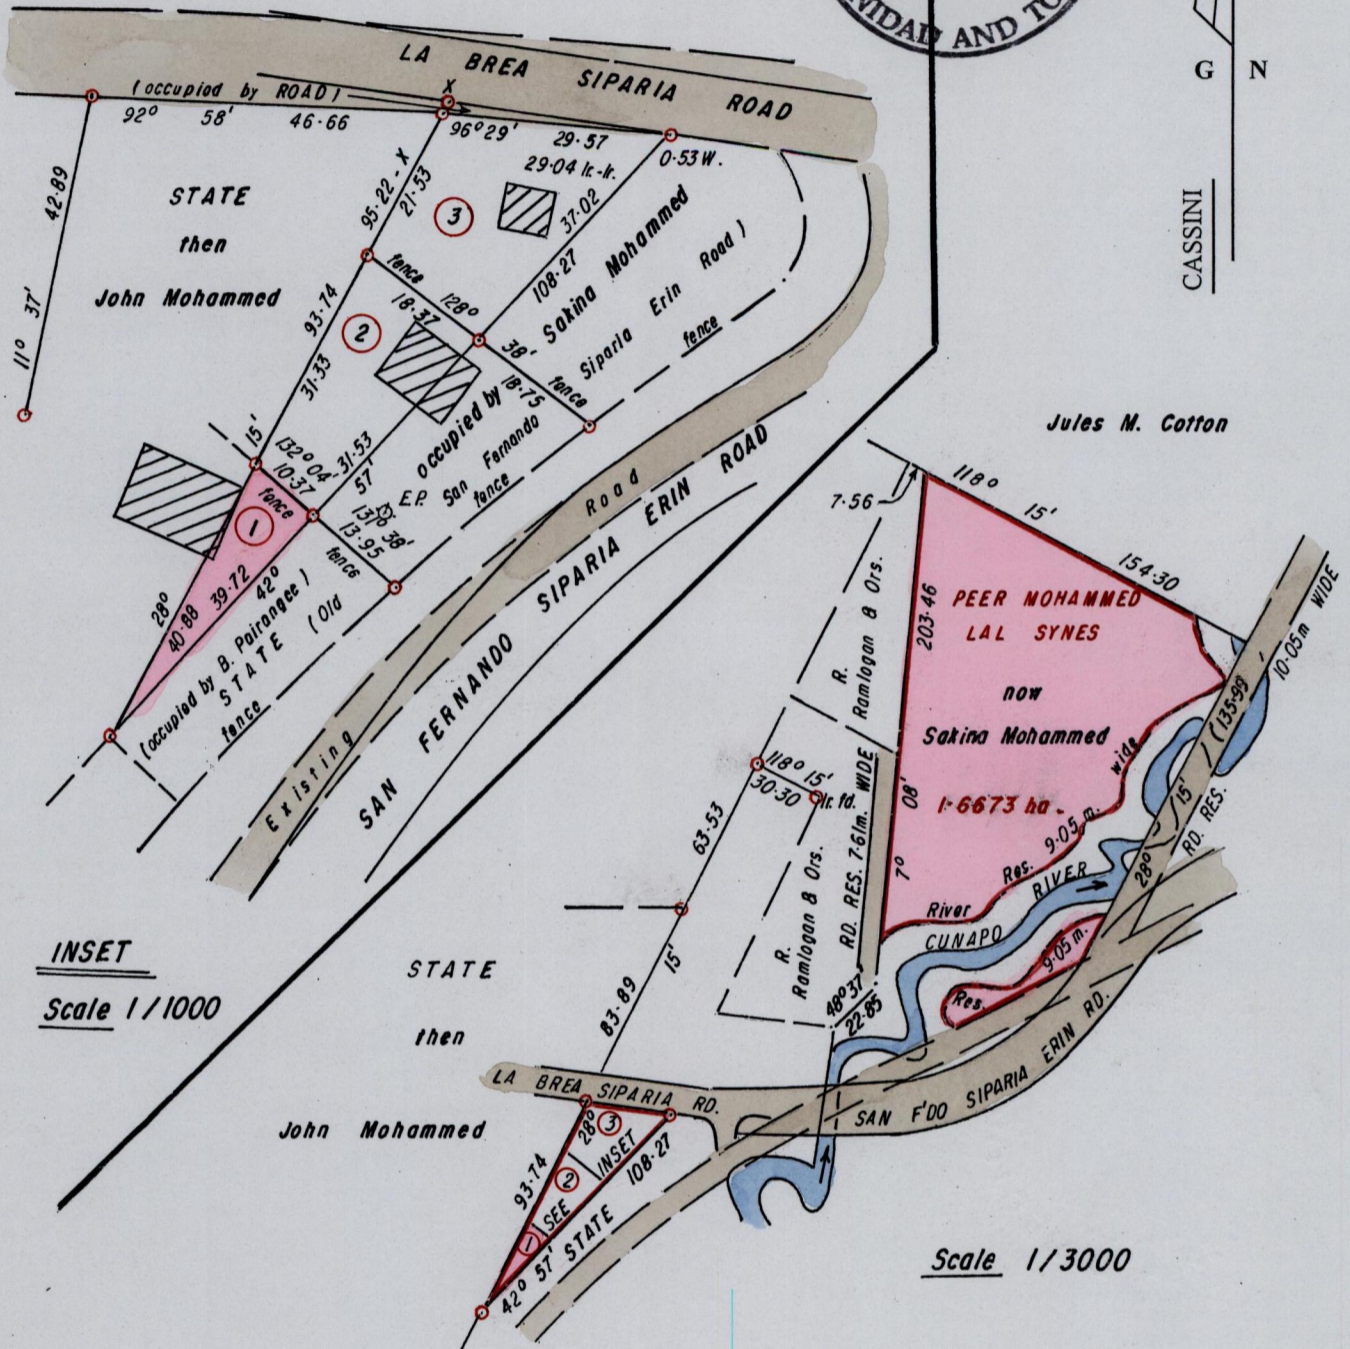 NIDAD AND TO
G N
CASSINI
LA BREA SIPARIA ROAD
(occupied by ROAD)
X
92° 58' 46·66
96° 29' 29·57
29·04 Ir.-Ir.
0·53 W.
42·89
11° 37'
STATE
then
John Mohammed
95·22 - X
21·53
3
37·02
108·27
Sakina Mohammed
occupied by
San Fernando Siparia Erin Road )
fence
fence
128° 38'
18·37
18·75
fence
93·74
2
31·33
31·53
15'
132° 04'
10·37
fence
57'
E.P.
131° 38'
13·95
fence
fence
1
28°
40·88
39·72
42°
(occupied by B. Pairangee)
STATE (Old
fence
Existing Road
SAN FERNANDO SIPARIA ERIN ROAD
INSET
Scale 1/1000
Jules M. Cotton
7·56
118° 15' 154·30
R.
Ramlogan & Ors.
203·46
7° 08'
PEER MOHAMMED
LAL SYNES
now
Sakina Mohammed
1·6673 ha.
River Res. 9·05 m. wide
CUNAPO RIVER
10·05m WIDE
RD. RES.
28° 15' (135·99)
118° 15'
30·30
Ir. fd.
63·53
R.
Ramlogan & Ors.
RD. RES. 7·61m. WIDE
48° 37'
22·85
Res. 9·05 m.
83·89
15'
STATE
then
John Mohammed
LA BREA SIPARIA RD.
SAN F'DO SIPARIA ERIN RD.
28°
3
2
1
SEE INSET
93·74
108·27
42° 57' STATE
Scale 1/3000